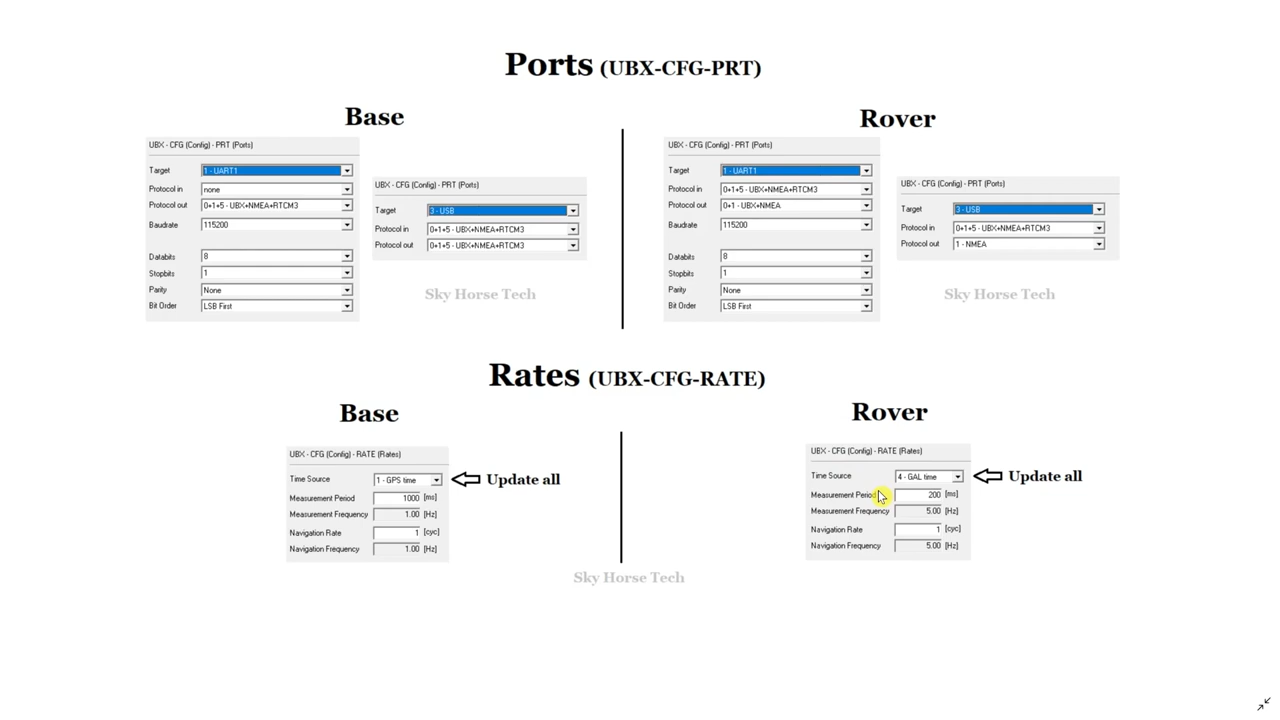 Ports (UBX-CFG-PRT)
Base
UBX - CFG (Config) - PRT (Ports)
Target 1 - UART1
Protocol in none
Protocol out 0+1+5 - UBX+NMEA+RTCM3
Baudrate 115200
Databits 8
Stopbits 1
Parity None
Bit Order LSB First
UBX - CFG (Config) - PRT (Ports)
Target 3 - USB
Protocol in 0+1+5 - UBX+NMEA+RTCM3
Protocol out 0+1+5 - UBX+NMEA+RTCM3
Sky Horse Tech
Rover
UBX - CFG (Config) - PRT (Ports)
Target 1 - UART1
Protocol in 0+1+5 - UBX+NMEA+RTCM3
Protocol out 0+1 - UBX+NMEA
Baudrate 115200
Databits 8
Stopbits 1
Parity None
Bit Order LSB First
UBX - CFG (Config) - PRT (Ports)
Target 3 - USB
Protocol in 0+1+5 - UBX+NMEA+RTCM3
Protocol out 1 - NMEA
Sky Horse Tech
Rates (UBX-CFG-RATE)
Base
UBX - CFG (Config) - RATE (Rates)
Time Source 1 - GPS time
Update all
Measurement Period 1000 [ms]
Measurement Frequency 1.00 [Hz]
Navigation Rate 1 [cyc]
Navigation Frequency 1.00 [Hz]
Rover
UBX - CFG (Config) - RATE (Rates)
Time Source 4 - GAL time
Update all
Measurement Period 200 [ms]
Measurement Frequency 5.00 [Hz]
Navigation Rate 1 [cyc]
Navigation Frequency 5.00 [Hz]
Sky Horse Tech